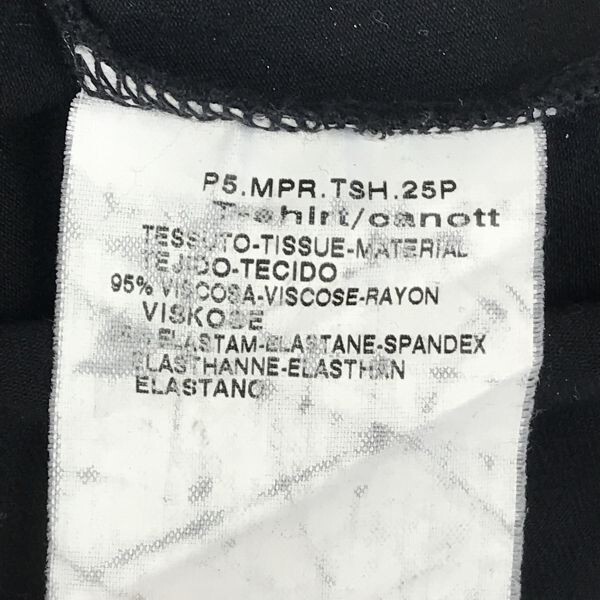 P5.MPR.TSH.25P
T-shirt/canott
TESSUTO-TISSUE-MATERIAL
TEJIDO-TECIDO
95% VISCOSA-VISCOSE-RAYON
VISKOSE
ELASTAM-ELASTANE-SPANDEX
ELASTHANNE-ELASTHAN
ELASTANO